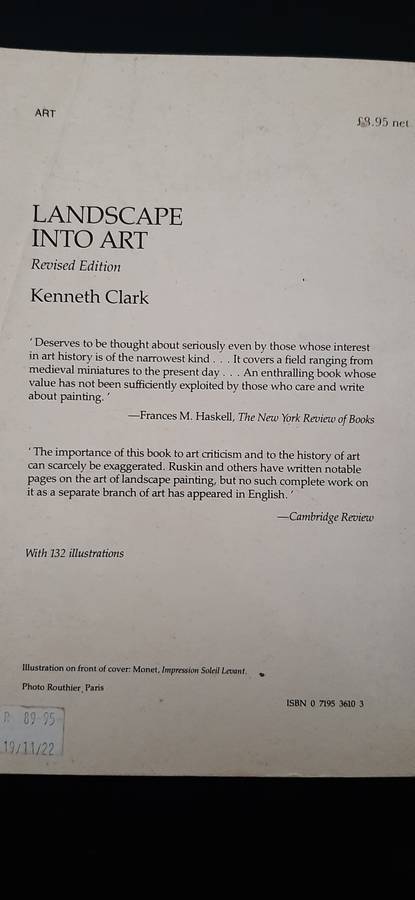 ART
£8.95 net
LANDSCAPE
INTO ART
Revised Edition
Kenneth Clark
‘Deserves to be thought about seriously even by those whose interest
in art history is of the narrowest kind . . . It covers a field ranging from
medieval miniatures to the present day . . . An enthralling book whose
value has not been sufficiently exploited by those who care and write
about painting.’
—Frances M. Haskell, The New York Review of Books
‘The importance of this book to art criticism and to the history of art
can scarcely be exaggerated. Ruskin and others have written notable
pages on the art of landscape painting, but no such complete work on
it as a separate branch of art has appeared in English.’
—Cambridge Review
With 132 illustrations
Illustration on front of cover: Monet, Impression Soleil Levant.
Photo Routhier, Paris
ISBN 0 7195 3610 3
R 89-95
19/11/22